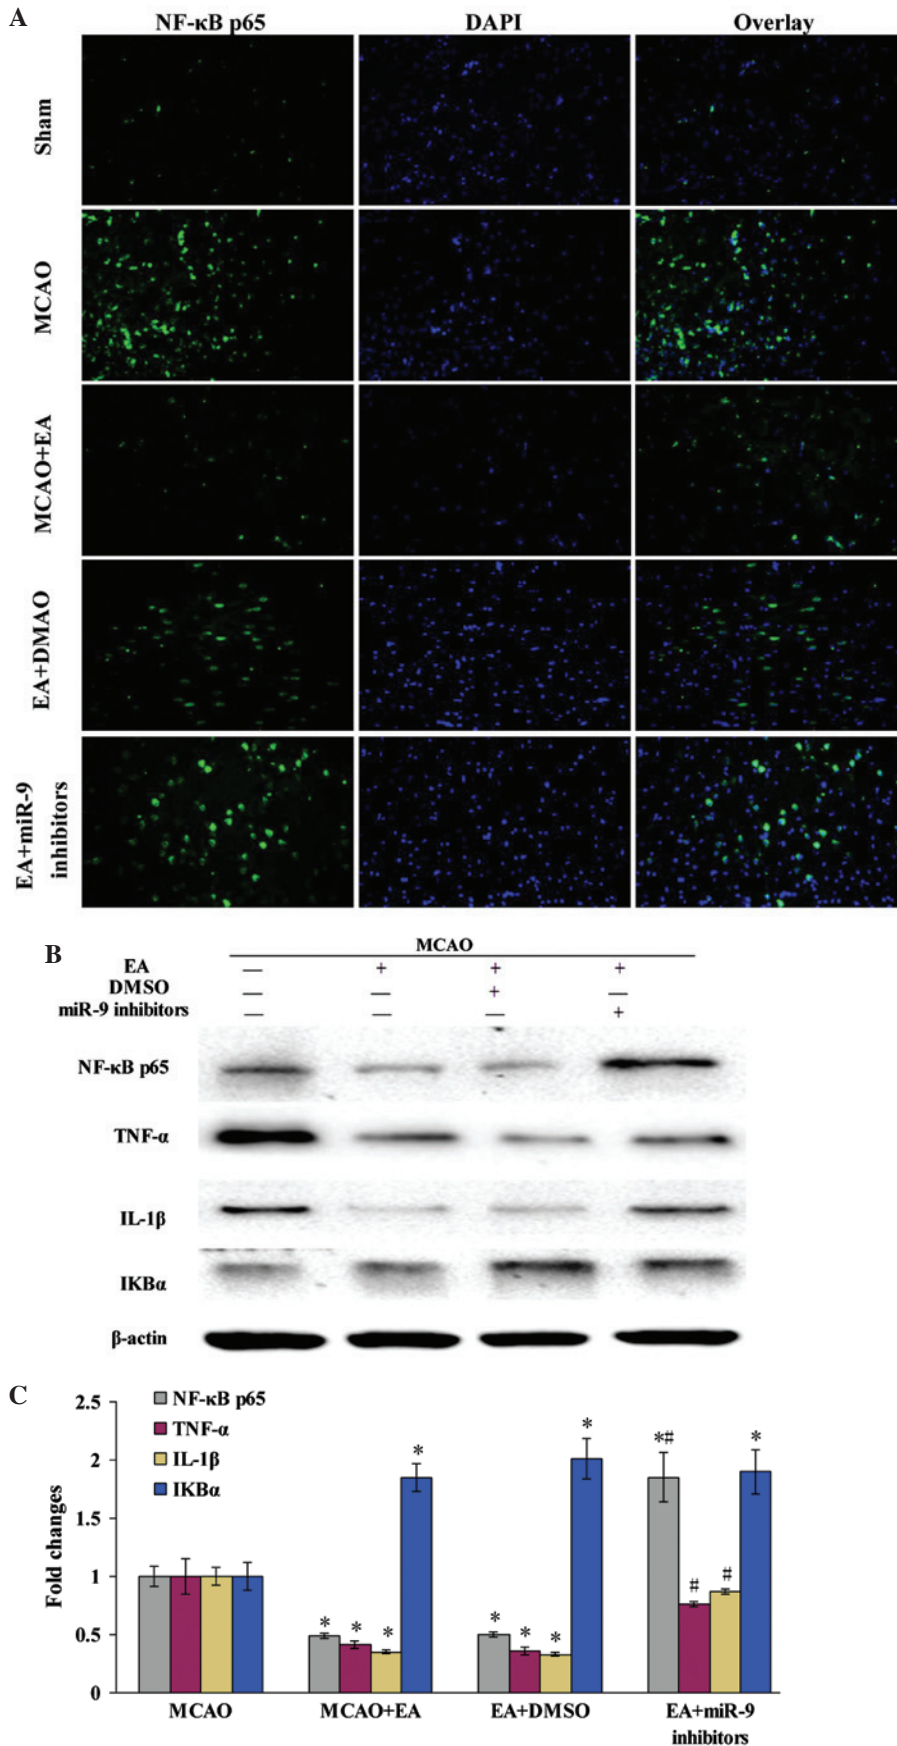 A
NF-κB p65 DAPI Overlay
Sham
MCAO
MCAO+EA
EA+DMAO
EA+miR-9
inhibitors
B
MCAO
EA — + + +
DMSO — — + —
miR-9 inhibitors — — — +
NF-κB p65
TNF-α
IL-1β
IKBα
β-actin
C
NF-κB p65
TNF-α
IL-1β
IKBα
Fold changes
2.5
2
1.5
1
0.5
0
* * * *
* * * *
*# # # *
MCAO MCAO+EA EA+DMSO EA+miR-9
inhibitors